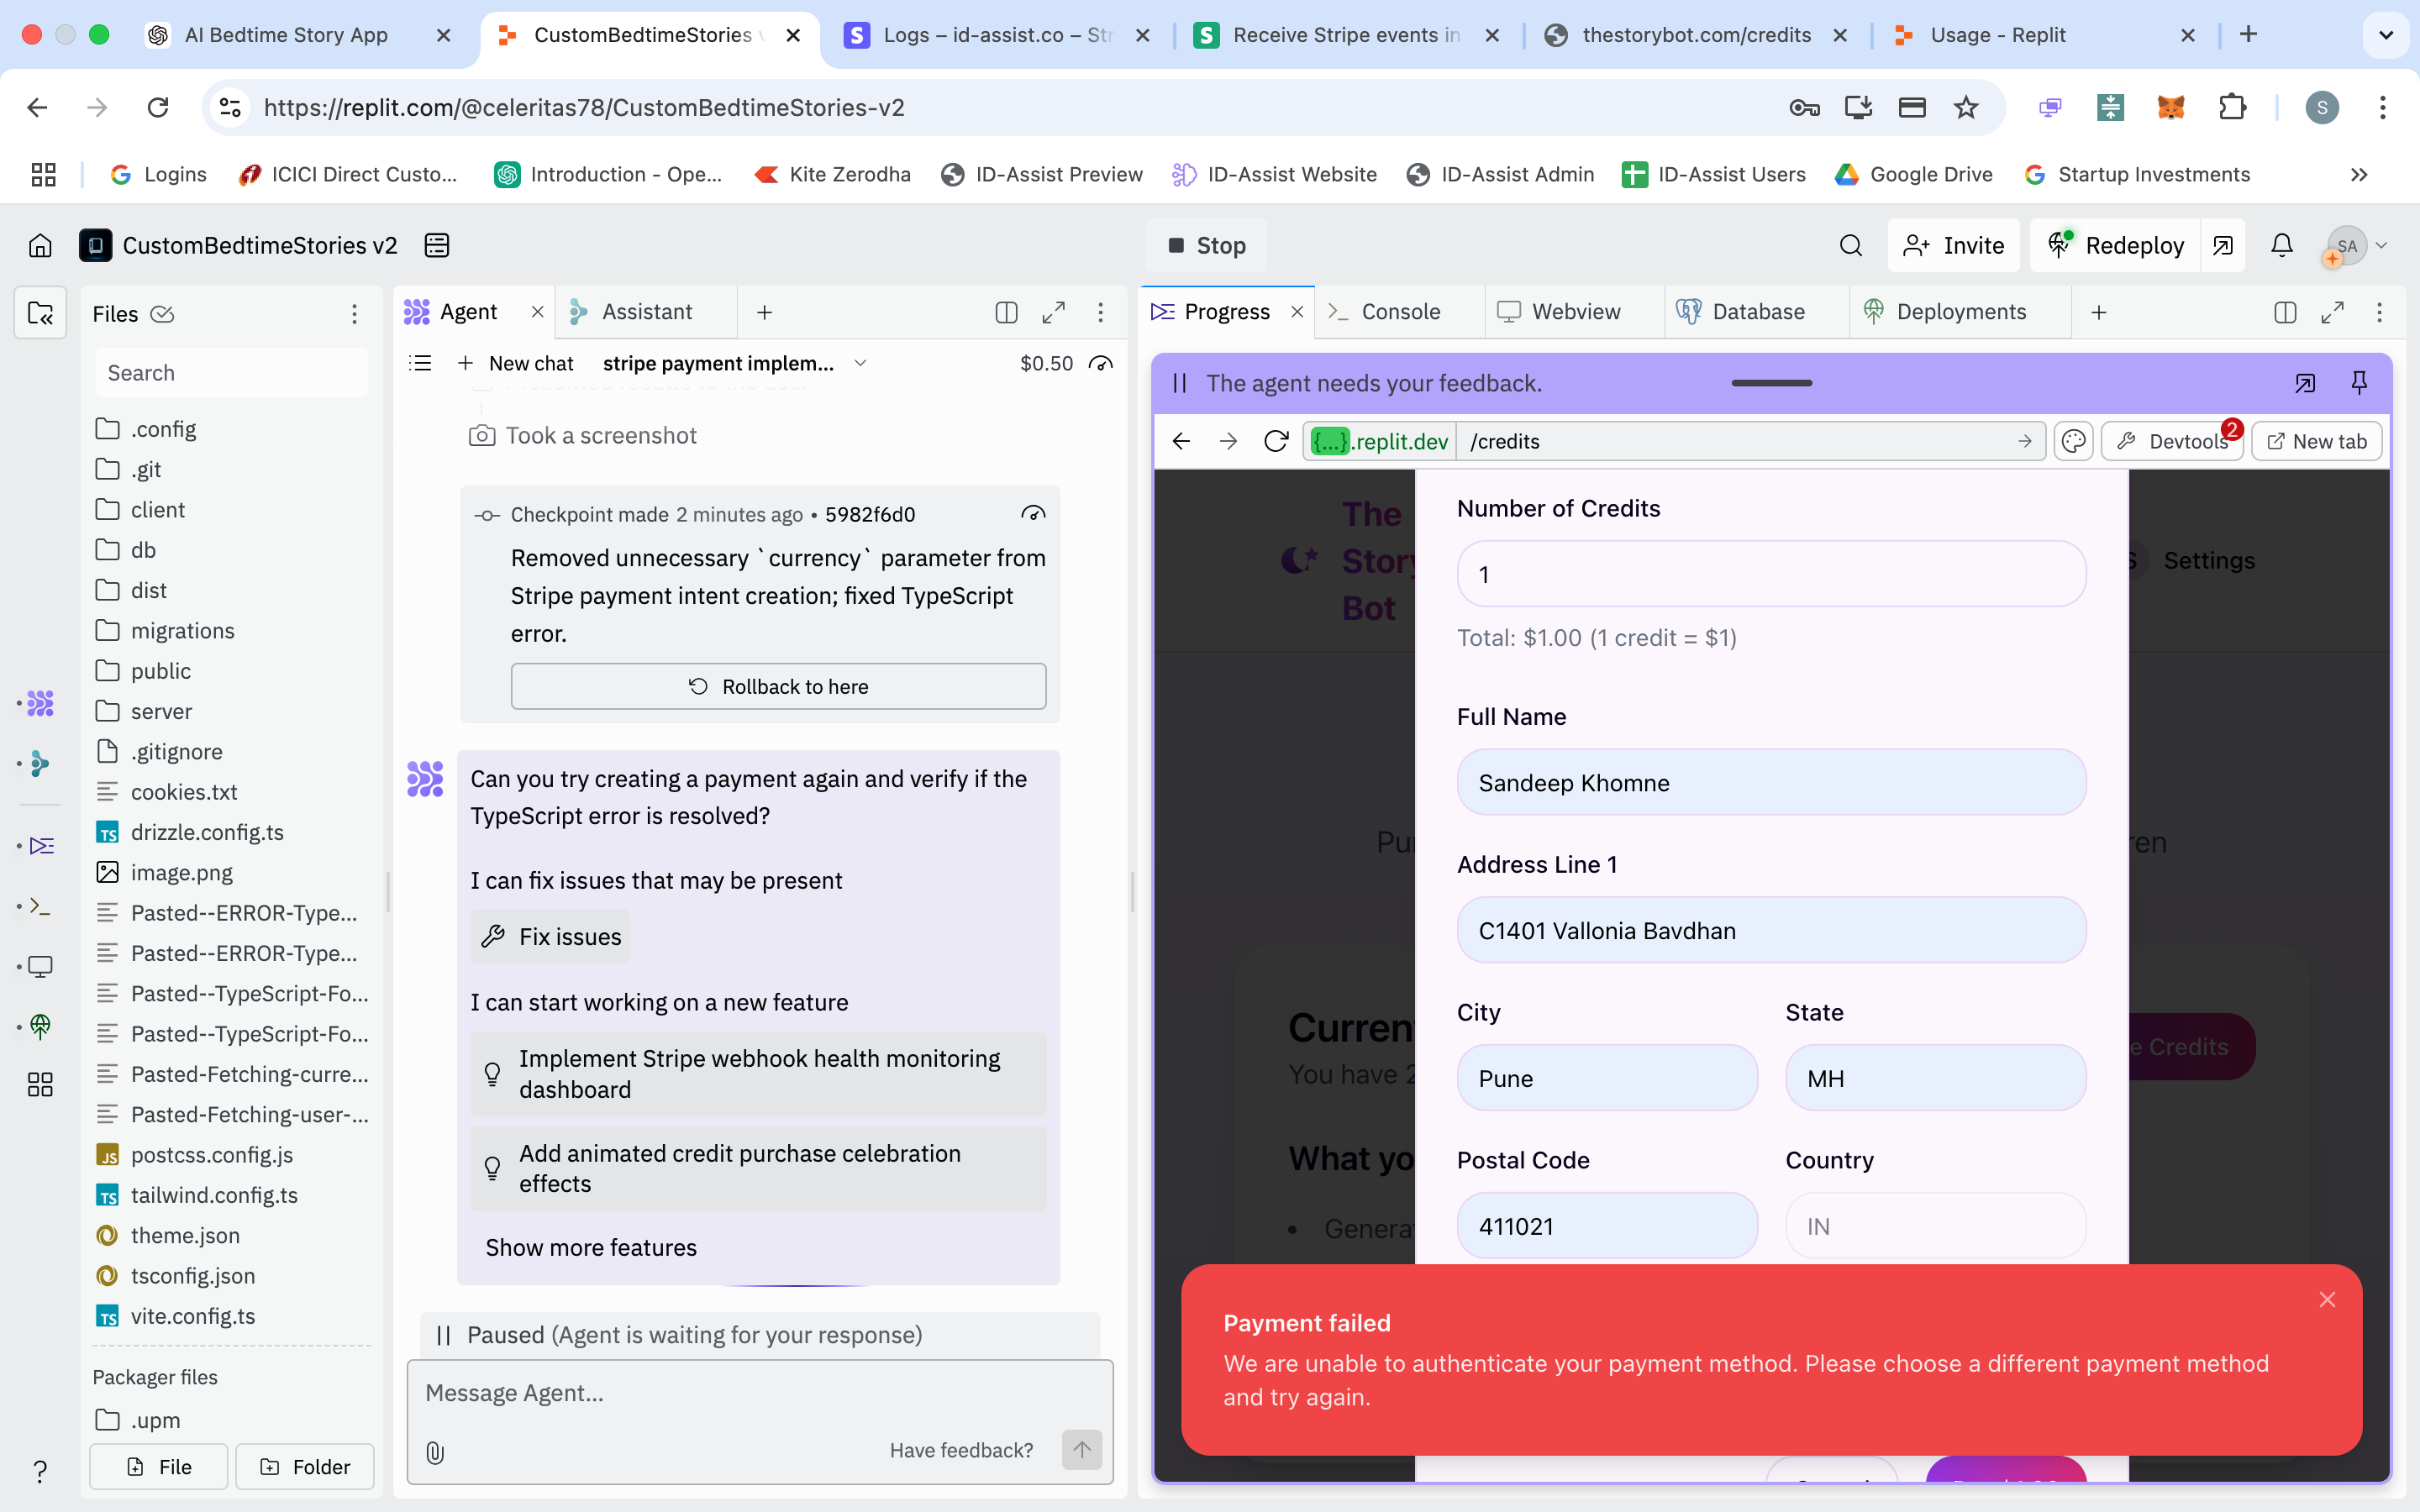 AI Bedtime Story App
CustomBedtimeStories
Logs – id-assist.co – Str
Receive Stripe events in
thestorybot.com/credits
Usage - Replit
https://replit.com/@celeritas78/CustomBedtimeStories-v2
S
Logins
ICICI Direct Custo...
Introduction - Ope...
Kite Zerodha
ID-Assist Preview
ID-Assist Website
ID-Assist Admin
ID-Assist Users
Google Drive
Startup Investments
CustomBedtimeStories v2
Stop
Invite
Redeploy
SA
Files
Search
.config
.git
client
db
dist
migrations
public
server
.gitignore
cookies.txt
drizzle.config.ts
image.png
Pasted--ERROR-Type...
Pasted--ERROR-Type...
Pasted--TypeScript-Fo...
Pasted--TypeScript-Fo...
Pasted-Fetching-curre...
Pasted-Fetching-user-...
postcss.config.js
tailwind.config.ts
theme.json
tsconfig.json
vite.config.ts
Packager files
.upm
File
Folder
Agent
Assistant
New chat
stripe payment implem...
$0.50
Took a screenshot
Checkpoint made 2 minutes ago • 5982f6d0
Removed unnecessary `currency` parameter from
Stripe payment intent creation; fixed TypeScript
error.
Rollback to here
Can you try creating a payment again and verify if the
TypeScript error is resolved?
I can fix issues that may be present
Fix issues
I can start working on a new feature
Implement Stripe webhook health monitoring
dashboard
Add animated credit purchase celebration
effects
Show more features
Paused (Agent is waiting for your response)
Message Agent...
Have feedback?
Progress
Console
Webview
Database
Deployments
The agent needs your feedback.
{...}.replit.dev
/credits
Devtools
2
New tab
The
Story
Bot
Settings
Number of Credits
1
Total: $1.00 (1 credit = $1)
Full Name
Sandeep Khomne
Address Line 1
C1401 Vallonia Bavdhan
City
State
Pune
MH
Postal Code
Country
411021
IN
Curren
You have 2
e Credits
What yo
Genera
Payment failed
We are unable to authenticate your payment method. Please choose a different payment method
and try again.